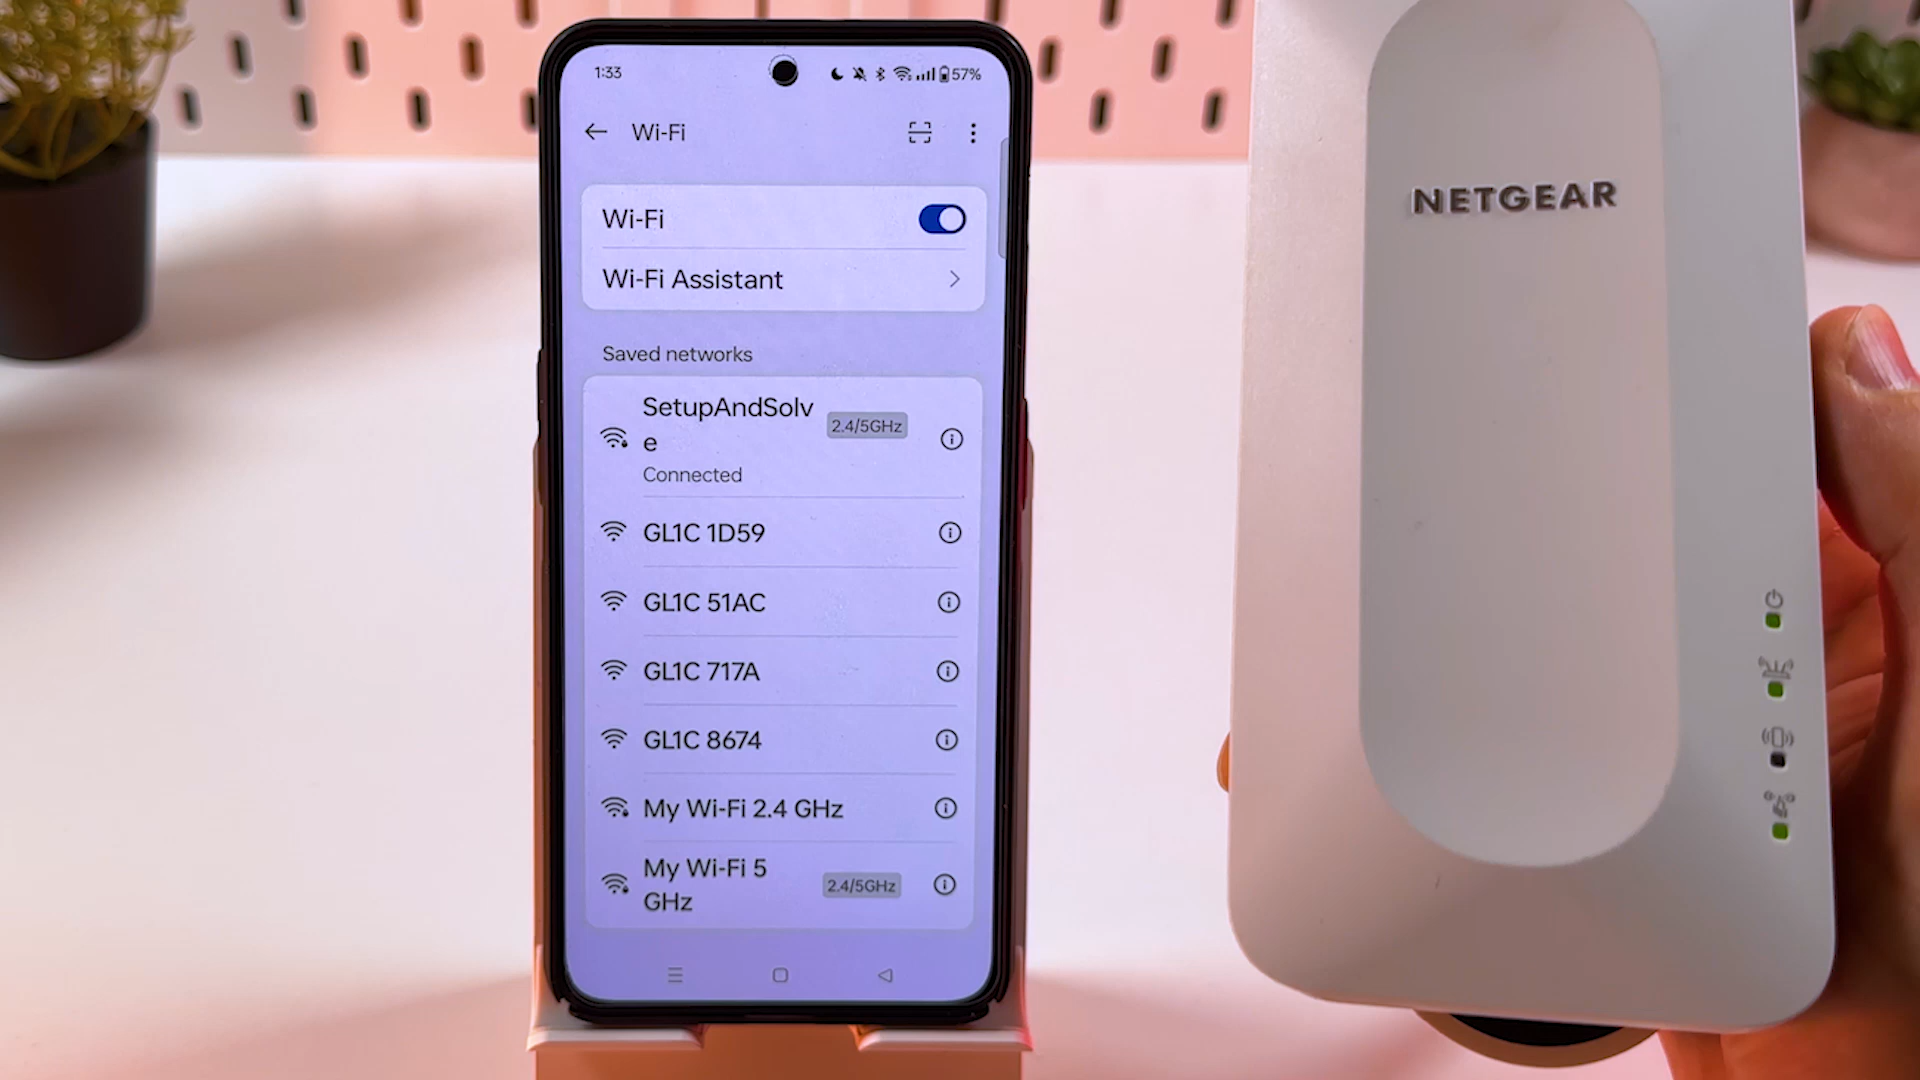 1:33
57%
Wi-Fi
Wi-Fi
Wi-Fi Assistant
Saved networks
SetupAndSolv
e
2.4/5GHz
Connected
GL1C 1D59
GL1C 51AC
GL1C 717A
GL1C 8674
My Wi-Fi 2.4 GHz
My Wi-Fi 5
GHz
2.4/5GHz
NETGEAR